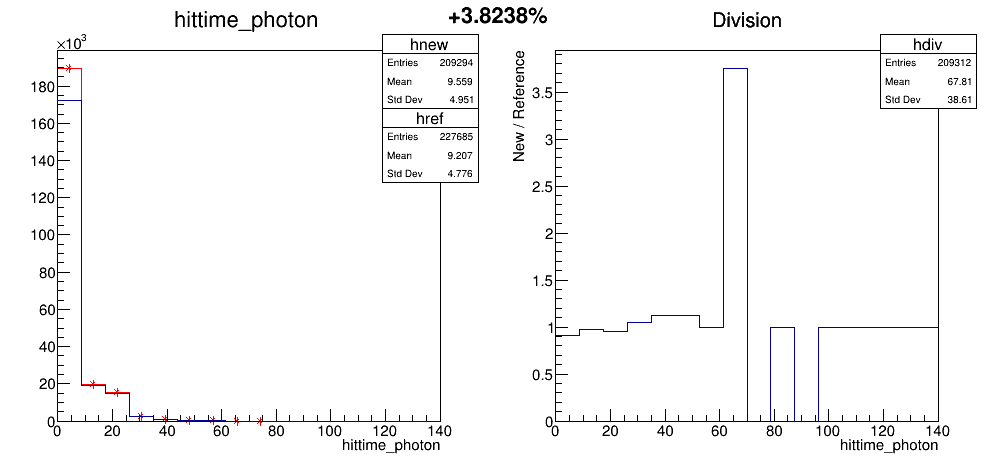 +3.8238%
hittime_photon
×10³
hnew
Entries 209294
Mean 9.559
Std Dev 4.951
href
Entries 227685
Mean 9.207
Std Dev 4.776
180
160
140
120
100
80
60
40
20
0
0 20 40 60 80 100 120 140
hittime_photon
Division
hdiv
Entries 209312
Mean 67.81
Std Dev 38.61
New / Reference
3.5
3
2.5
2
1.5
1
0.5
0
0 20 40 60 80 100 120 140
hittime_photon